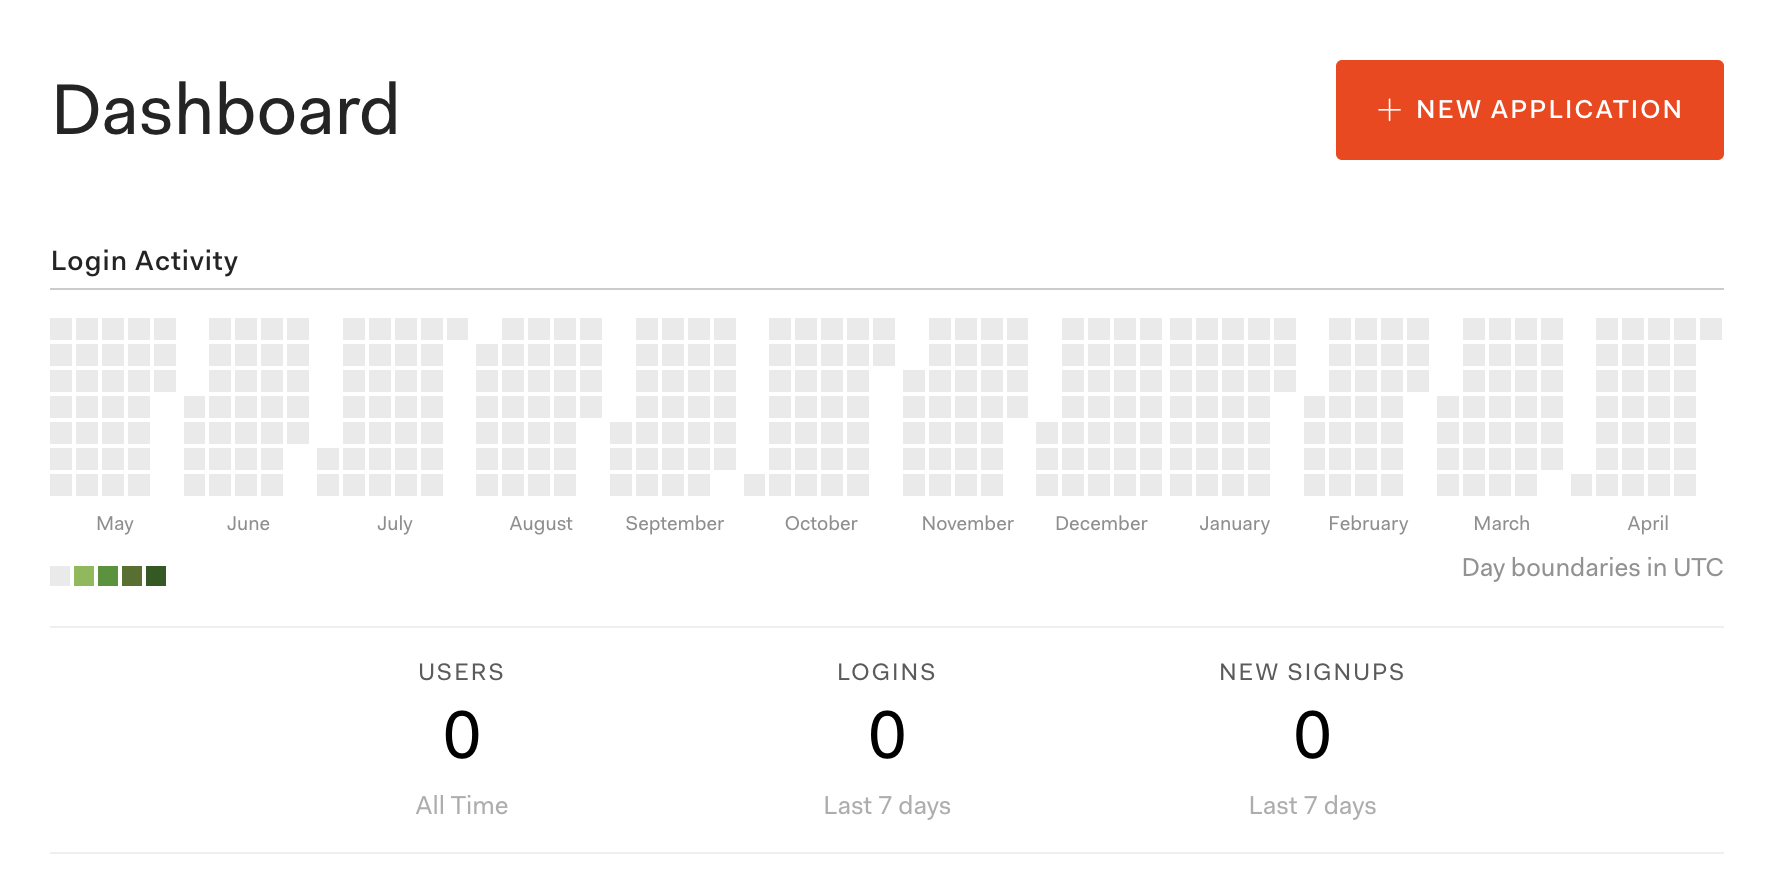 Dashboard
+ NEW APPLICATION
Login Activity
May June July August September October November December January February March April
Day boundaries in UTC
USERS LOGINS NEW SIGNUPS
0 0 0
All Time Last 7 days Last 7 days